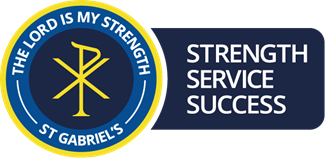 THE LORD IS MY STRENGTH
ST GABRIEL'S
STRENGTH
SERVICE
SUCCESS